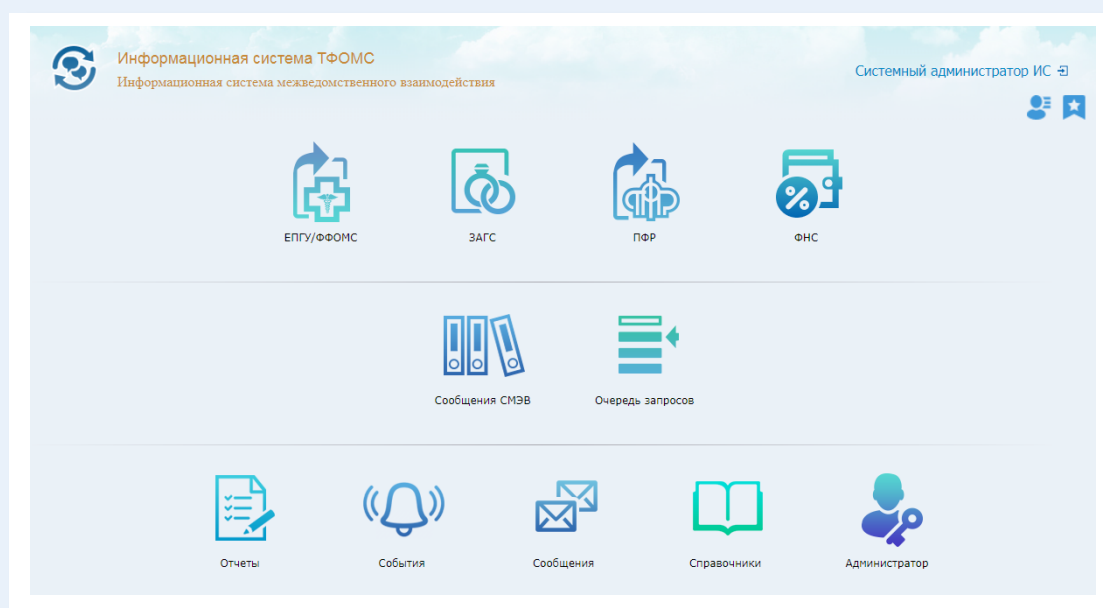 Информационная система ТФОМС
Информационная система межведомственного взаимодействия
Системный администратор ИС
ЕПГУ/ФФОМС
ЗАГС
ПФР
ФНС
Сообщения СМЭВ
Очередь запросов
Отчеты
События
Сообщения
Справочники
Администратор